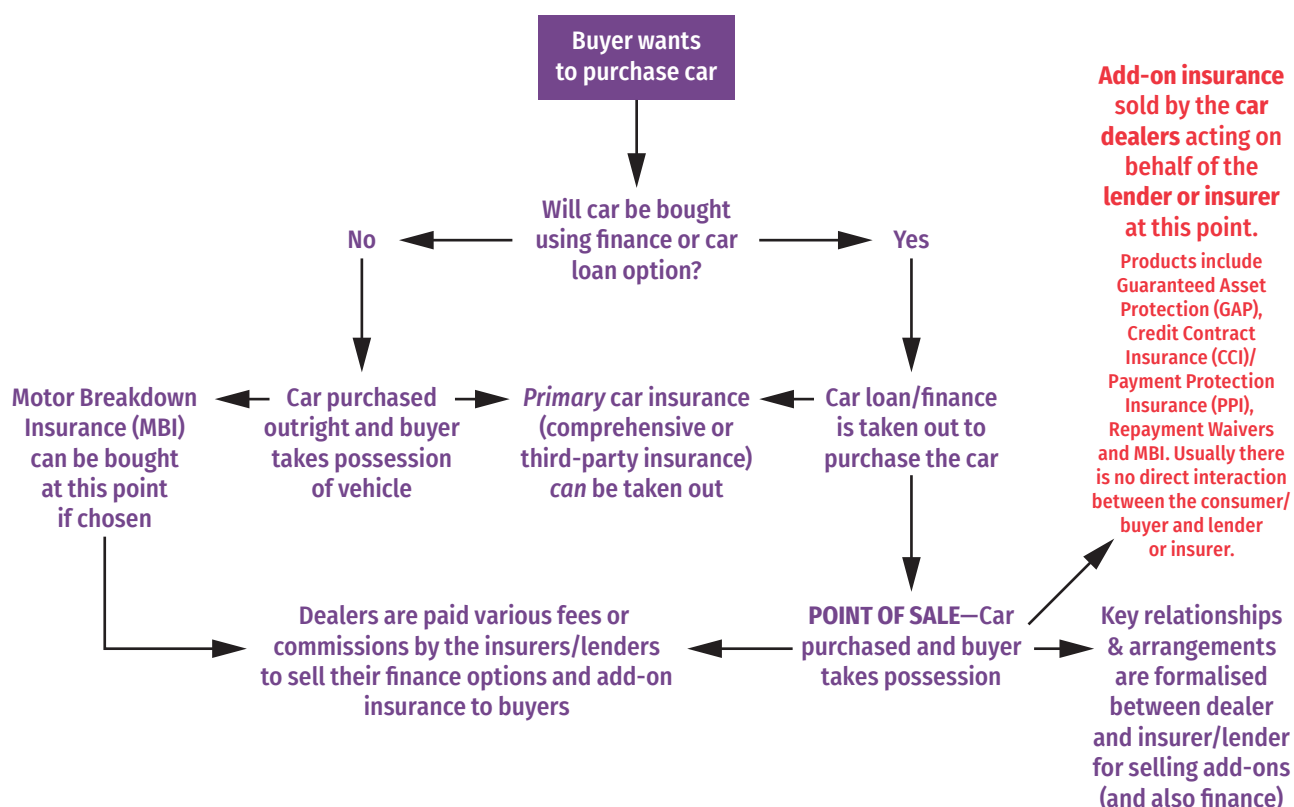 Buyer wants
to purchase car
Will car be bought
using finance or car
loan option?
No
Yes
Motor Breakdown
Insurance (MBI)
can be bought
at this point
if chosen
Car purchased
outright and buyer
takes possession
of vehicle
Primary car insurance
(comprehensive or
third-party insurance)
can be taken out
Car loan/finance
is taken out to
purchase the car
Add-on insurance
sold by the car
dealers acting on
behalf of the
lender or insurer
at this point.
Products include
Guaranteed Asset
Protection (GAP),
Credit Contract
Insurance (CCI)/
Payment Protection
Insurance (PPI),
Repayment Waivers
and MBI. Usually there
is no direct interaction
between the consumer/
buyer and lender
or insurer.
Dealers are paid various fees or
commissions by the insurers/lenders
to sell their finance options and add-on
insurance to buyers
POINT OF SALE—Car
purchased and buyer
takes possession
Key relationships
& arrangements
are formalised
between dealer
and insurer/lender
for selling add-ons
(and also finance)